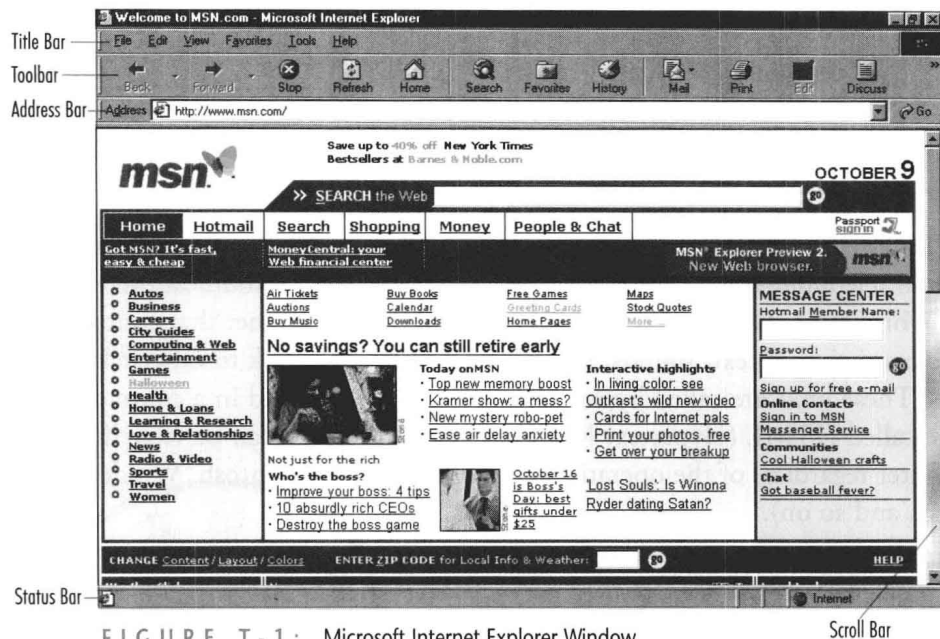 Welcome to MSN.com - Microsoft Internet Explorer
Title Bar
File Edit View Favorites Tools Help
Toolbar
Back Forward Stop Refresh Home Search Favorites History Mail Print Edit Discuss
Address Bar
Address http://www.msn.com/ Go
msn
Save up to 40% off New York Times
Bestsellers at Barnes & Noble.com
OCTOBER 9
>> SEARCH the Web go
Home Hotmail Search Shopping Money People & Chat
Passport
sign in
Got MSN? It's fast,
easy & cheap
MoneyCentral: your
Web financial center
MSN® Explorer Preview 2.
New Web browser.
msn
Autos
Business
Careers
City Guides
Computing & Web
Entertainment
Games
Halloween
Health
Home & Loans
Learning & Research
Love & Relationships
News
Radio & Video
Sports
Travel
Women
Air Tickets Buy Books Free Games Maps
Auctions Calendar Greeting Cards Stock Quotes
Buy Music Downloads Home Pages More ...
No savings? You can still retire early
Stone
Not just for the rich
Today on MSN
· Top new memory boost
· Kramer show: a mess?
· New mystery robo-pet
· Ease air delay anxiety
Who's the boss?
· Improve your boss: 4 tips
· 10 absurdly rich CEOs
· Destroy the boss game
Stone
October 16
is Boss's
Day: best
gifts under
$25
Interactive highlights
· In living color: see
Outkast's wild new video
· Cards for Internet pals
· Print your photos, free
· Get over your breakup
'Lost Souls': Is Winona
Ryder dating Satan?
MESSAGE CENTER
Hotmail Member Name:
Password:
go
Sign up for free e-mail
Online Contacts
Sign in to MSN
Messenger Service
Communities
Cool Halloween crafts
Chat
Got baseball fever?
CHANGE Content / Layout / Colors ENTER ZIP CODE for Local Info & Weather: go HELP
Status Bar
Internet
Scroll Bar
FIGURE T-1: Microsoft Internet Explorer Window